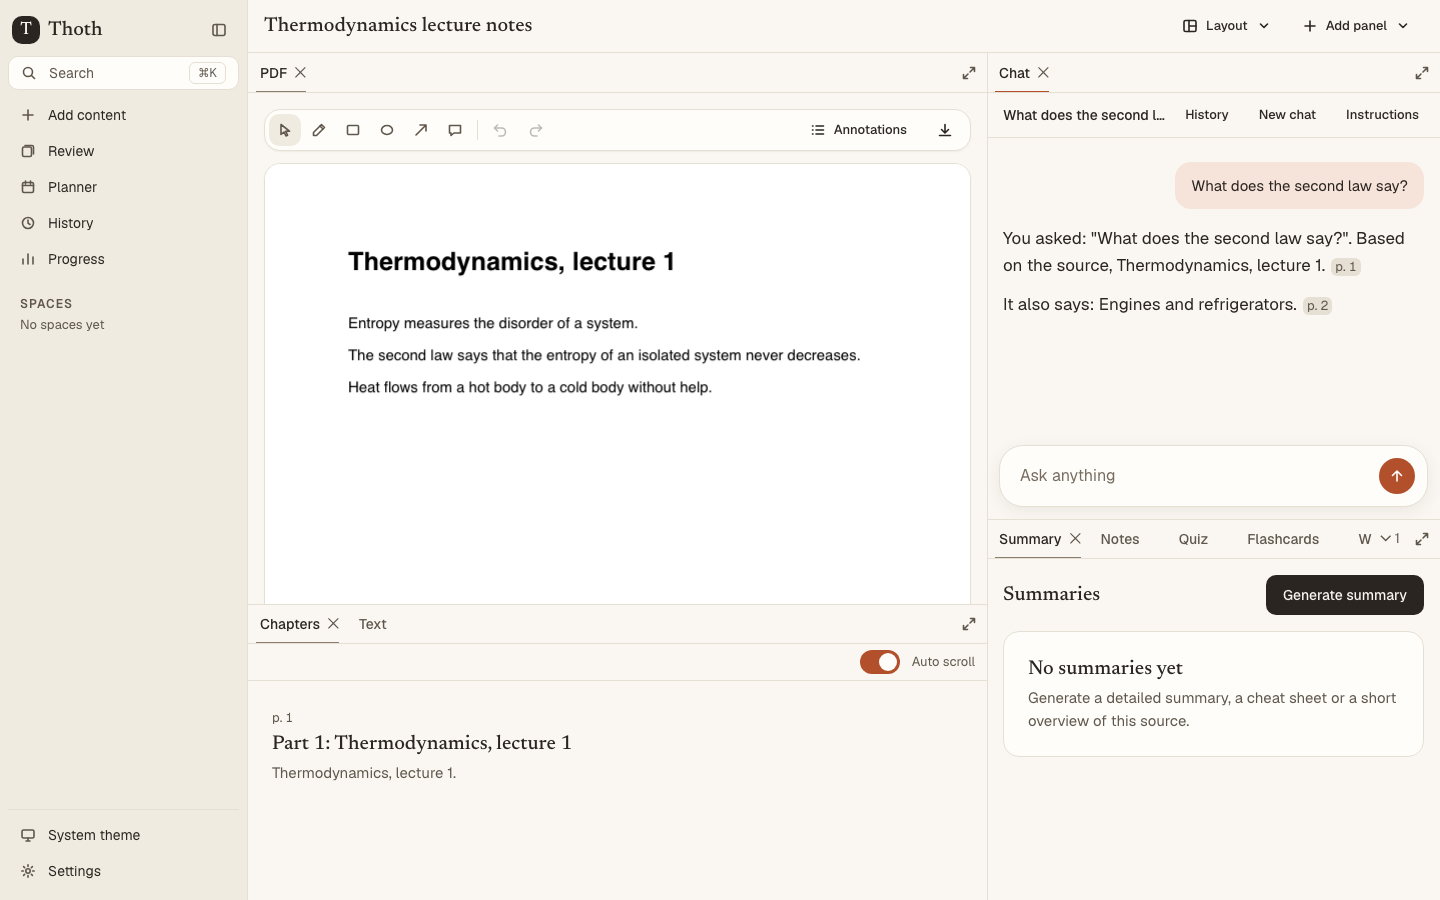 T Thoth
Search ⌘K
Add content
Review
Planner
History
Progress
SPACES
No spaces yet
System theme
Settings
Thermodynamics lecture notes
Layout
Add panel
PDF
Annotations
Thermodynamics, lecture 1
Entropy measures the disorder of a system.
The second law says that the entropy of an isolated system never decreases.
Heat flows from a hot body to a cold body without help.
Chapters Text
Auto scroll
p. 1
Part 1: Thermodynamics, lecture 1
Thermodynamics, lecture 1.
Chat
What does the second l... History New chat Instructions
What does the second law say?
You asked: "What does the second law say?". Based
on the source, Thermodynamics, lecture 1. p. 1
It also says: Engines and refrigerators. p. 2
Ask anything
Summary Notes Quiz Flashcards W 1
Summaries
Generate summary
No summaries yet
Generate a detailed summary, a cheat sheet or a short
overview of this source.